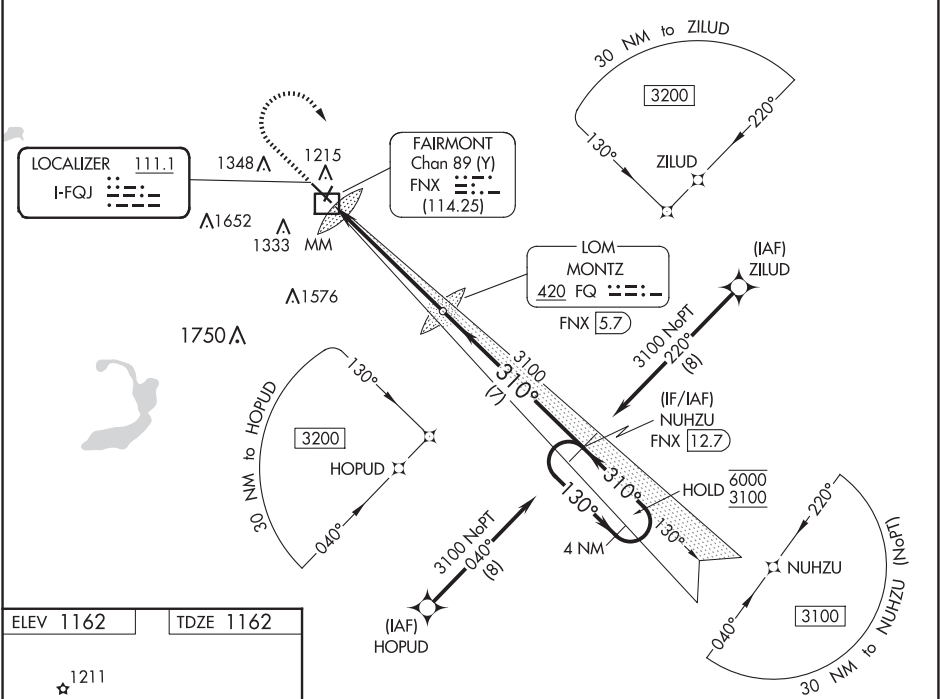 30 NM to ZILUD
3200
220°
130°
ZILUD
LOCALIZER 111.1
I-FQJ
1348
1215
FAIRMONT
Chan 89 (Y)
FNX
(114.25)
1652
1333
MM
LOM
MONTZ
420 FQ
FNX 5.7
(IAF)
ZILUD
1576
1750
3100 NoPT
220°
(8)
3100
310°
(7)
(IF/IAF)
NUHZU
FNX 12.7
30 NM to HOPUD
130°
3200
HOPUD
040°
310°
HOLD 6000
3100
130°
130°
4 NM
3100 NoPT
040°
(8)
(IAF)
HOPUD
220°
NUHZU
040°
3100
30 NM to NUHZU (NoPT)
ELEV 1162
TDZE 1162
1211